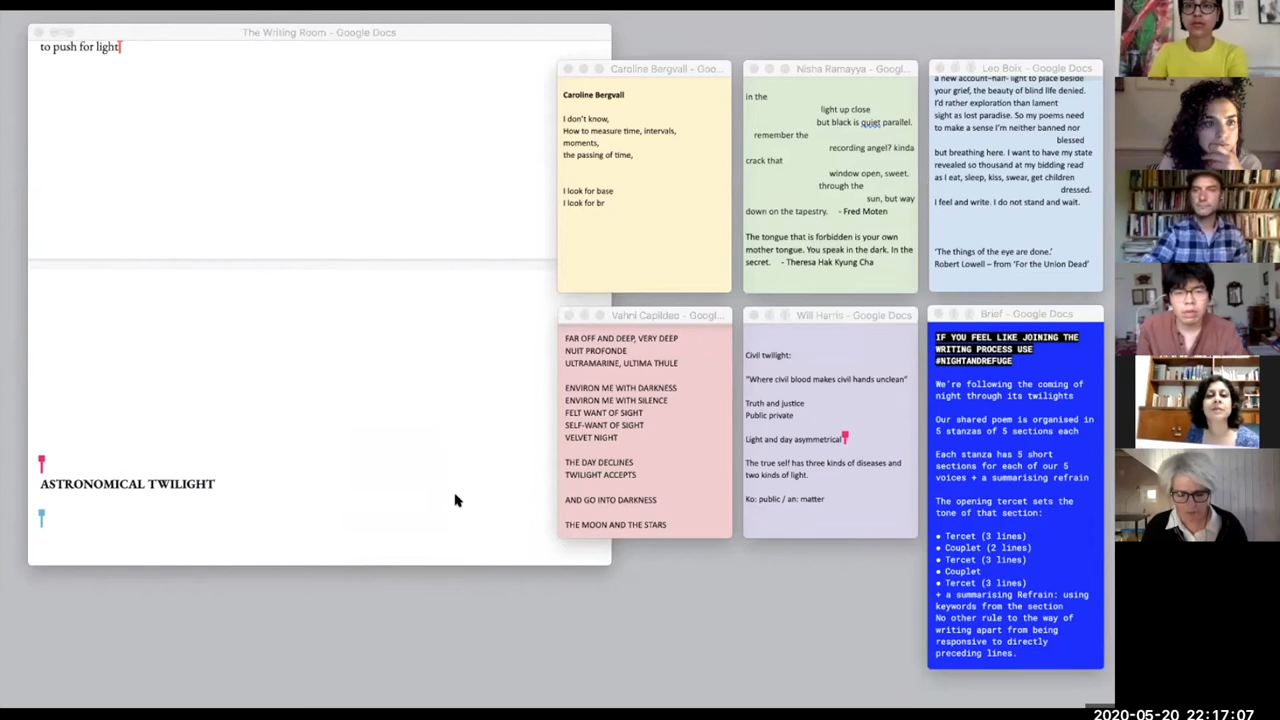 The Writing Room - Google Docs
to push for light
ASTRONOMICAL TWILIGHT
Caroline Bergvall - Goo...
Caroline Bergvall
I don't know,
How to measure time, intervals,
moments,
the passing of time,
I look for base
I look for br
Nisha Ramayya - Googl...
in the
light up close
but black is quiet parallel.
remember the
recording angel? kinda
crack that
window open, sweet.
through the
sun, but way
down on the tapestry. - Fred Moten
The tongue that is forbidden is your own
mother tongue. You speak in the dark. In the
secret. - Theresa Hak Kyung Cha
Leo Boix - Google Docs
a new account–half- light to place beside
your grief, the beauty of blind life denied.
I'd rather exploration than lament
sight as lost paradise. So my poems need
to make a sense I'm neither banned nor
blessed
but breathing here. I want to have my state
revealed so thousand at my bidding read
as I eat, sleep, kiss, swear, get children
dressed.
I feel and write. I do not stand and wait.
'The things of the eye are done.'
Robert Lowell – from 'For the Union Dead'
Vahni Capildeo - Googl...
FAR OFF AND DEEP, VERY DEEP
NUIT PROFONDE
ULTRAMARINE, ULTIMA THULE
ENVIRON ME WITH DARKNESS
ENVIRON ME WITH SILENCE
FELT WANT OF SIGHT
SELF-WANT OF SIGHT
VELVET NIGHT
THE DAY DECLINES
TWILIGHT ACCEPTS
AND GO INTO DARKNESS
THE MOON AND THE STARS
Will Harris - Google Docs
Civil twilight:
"Where civil blood makes civil hands unclean"
Truth and justice
Public private
Light and day asymmetrical
The true self has three kinds of diseases and
two kinds of light.
Ko: public / an: matter
Brief - Google Docs
IF YOU FEEL LIKE JOINING THE
WRITING PROCESS USE
#NIGHTANDREFUGE
We're following the coming of
night through its twilights
Our shared poem is organised in
5 stanzas of 5 sections each
Each stanza has 5 short
sections for each of our 5
voices + a summarising refrain
The opening tercet sets the
tone of that section:
● Tercet (3 lines)
● Couplet (2 lines)
● Tercet (3 lines)
● Couplet
● Tercet (3 lines)
+ a summarising Refrain: using
keywords from the section
No other rule to the way of
writing apart from being
responsive to directly
preceding lines.
2020-05-20 22:17:07